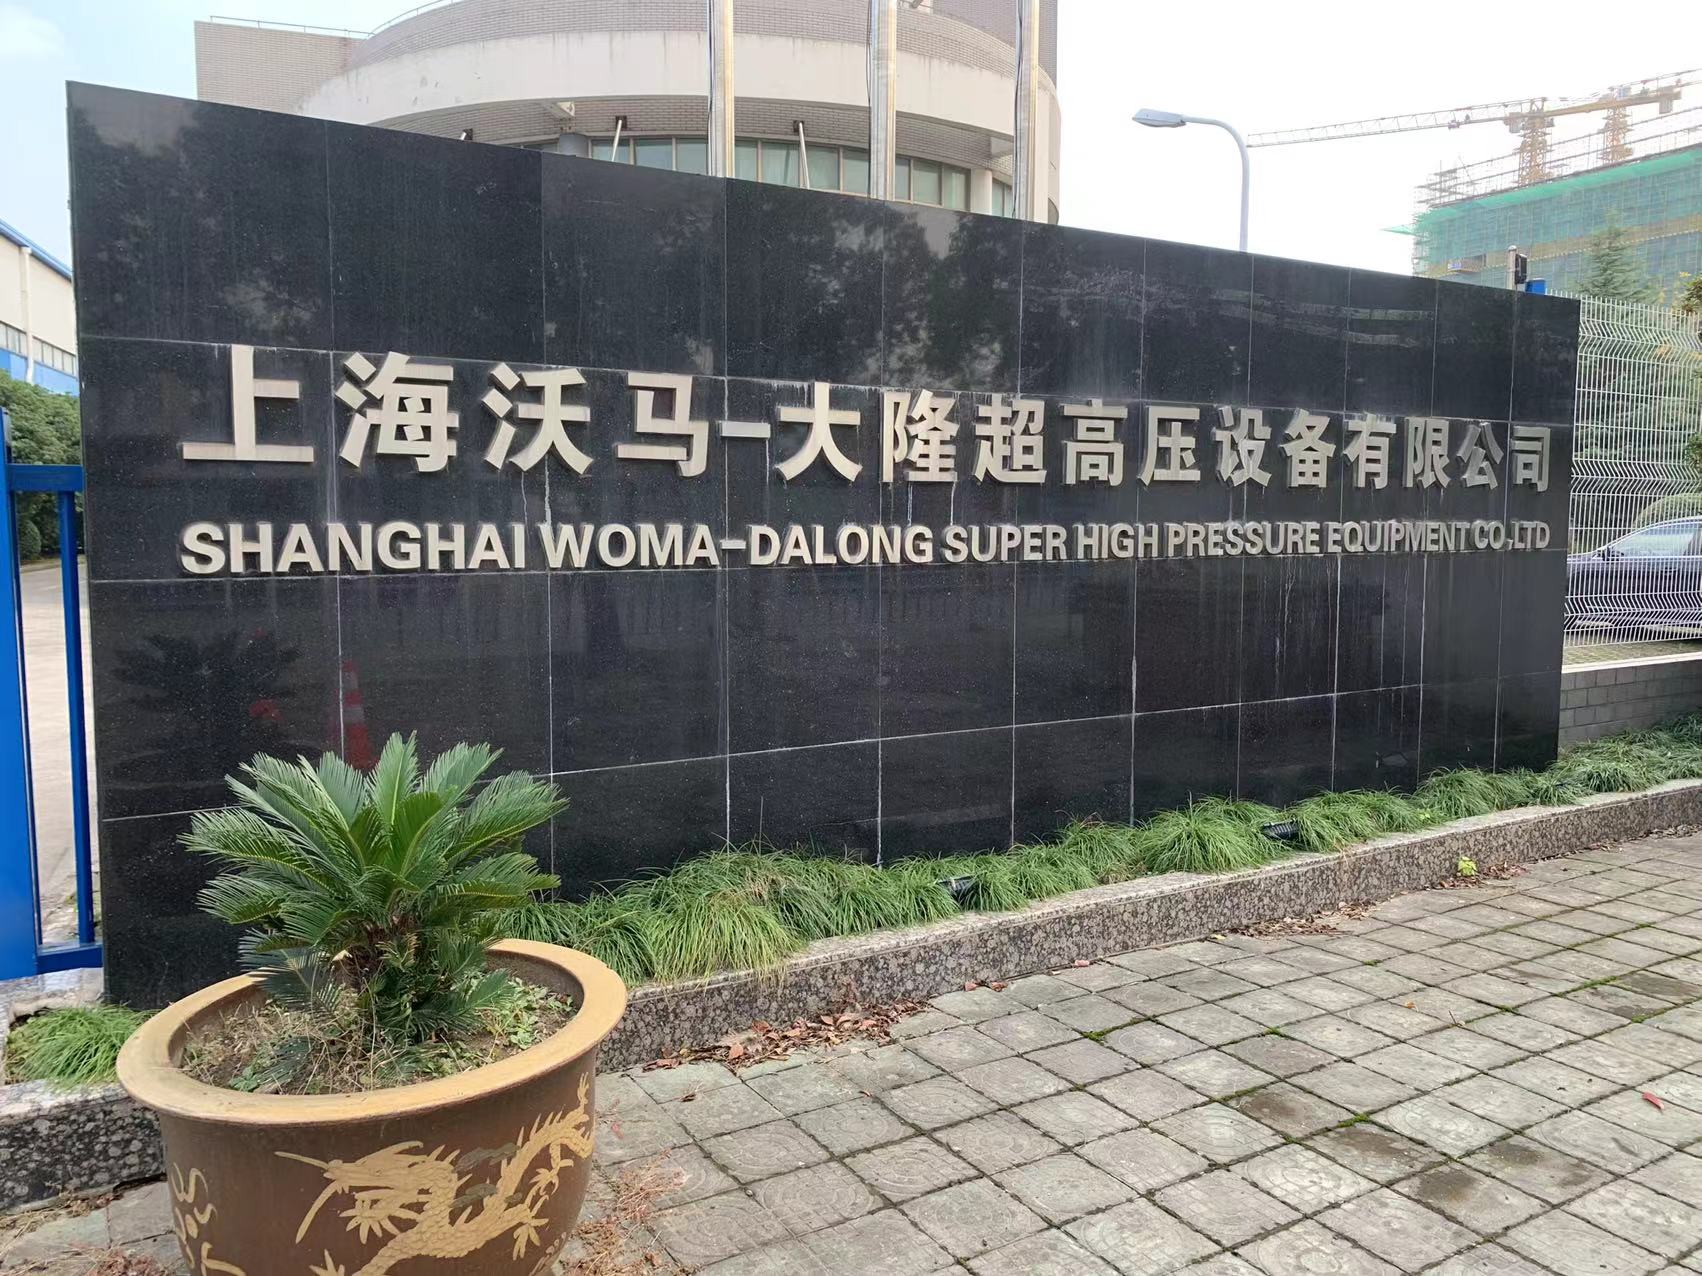 上海沃马-大隆超高压设备有限公司
SHANGHAI WOMA-DALONG SUPER HIGH PRESSURE EQUIPMENT CO.,LTD